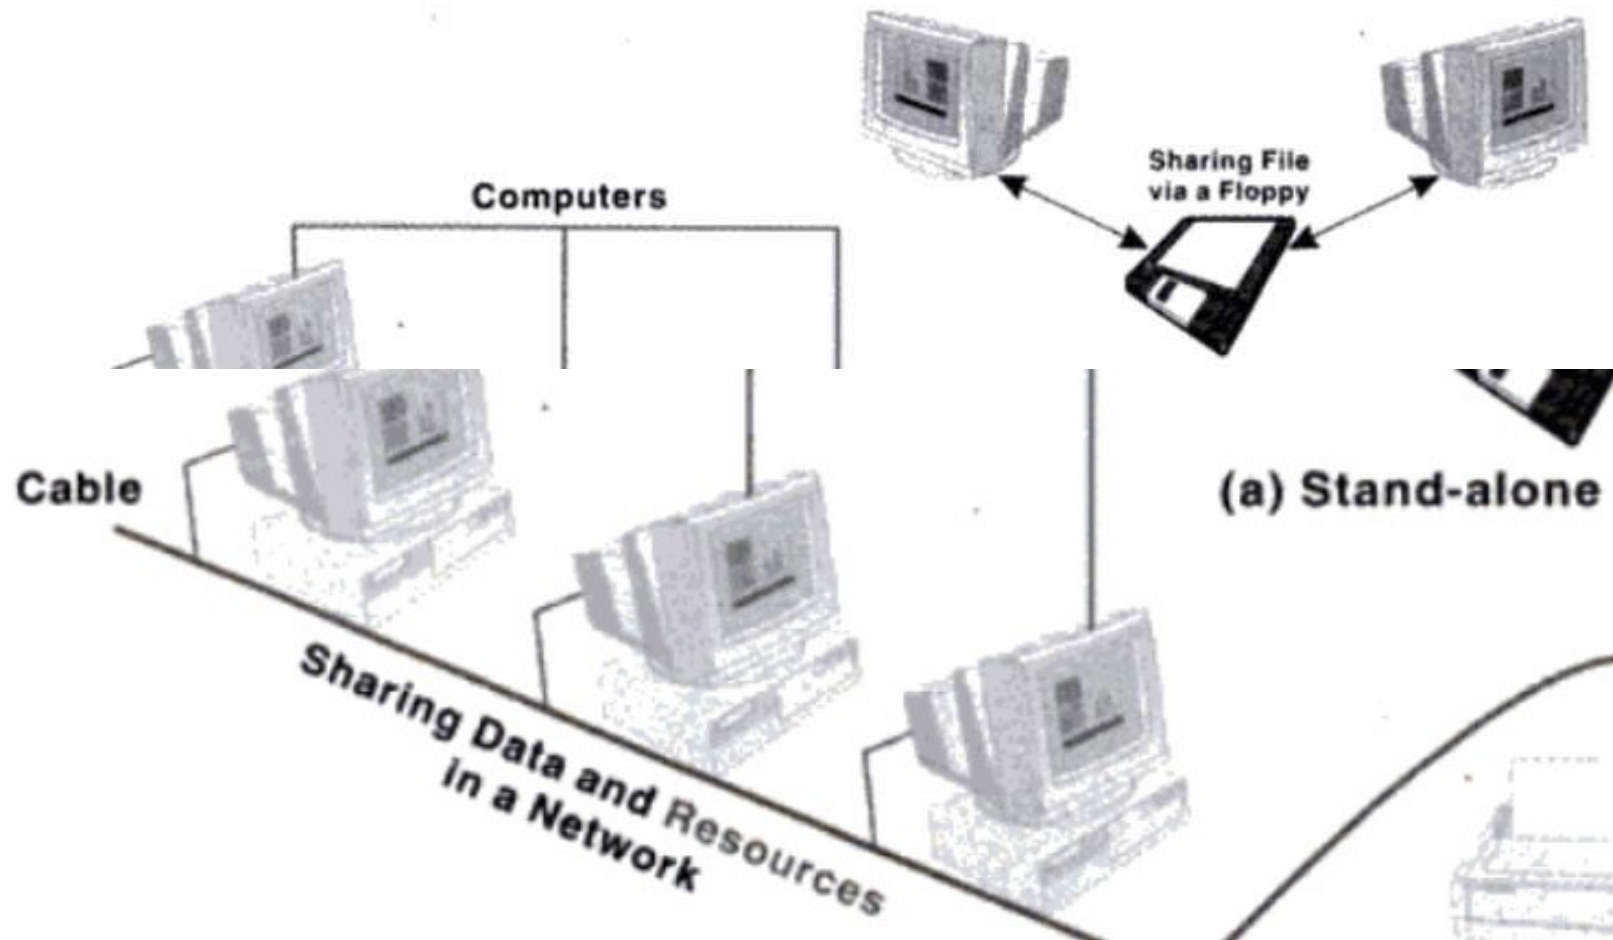 Sharing File
via a Floppy
Computers
Cable
(a) Stand-alone
Sharing Data and Resources
in a Network